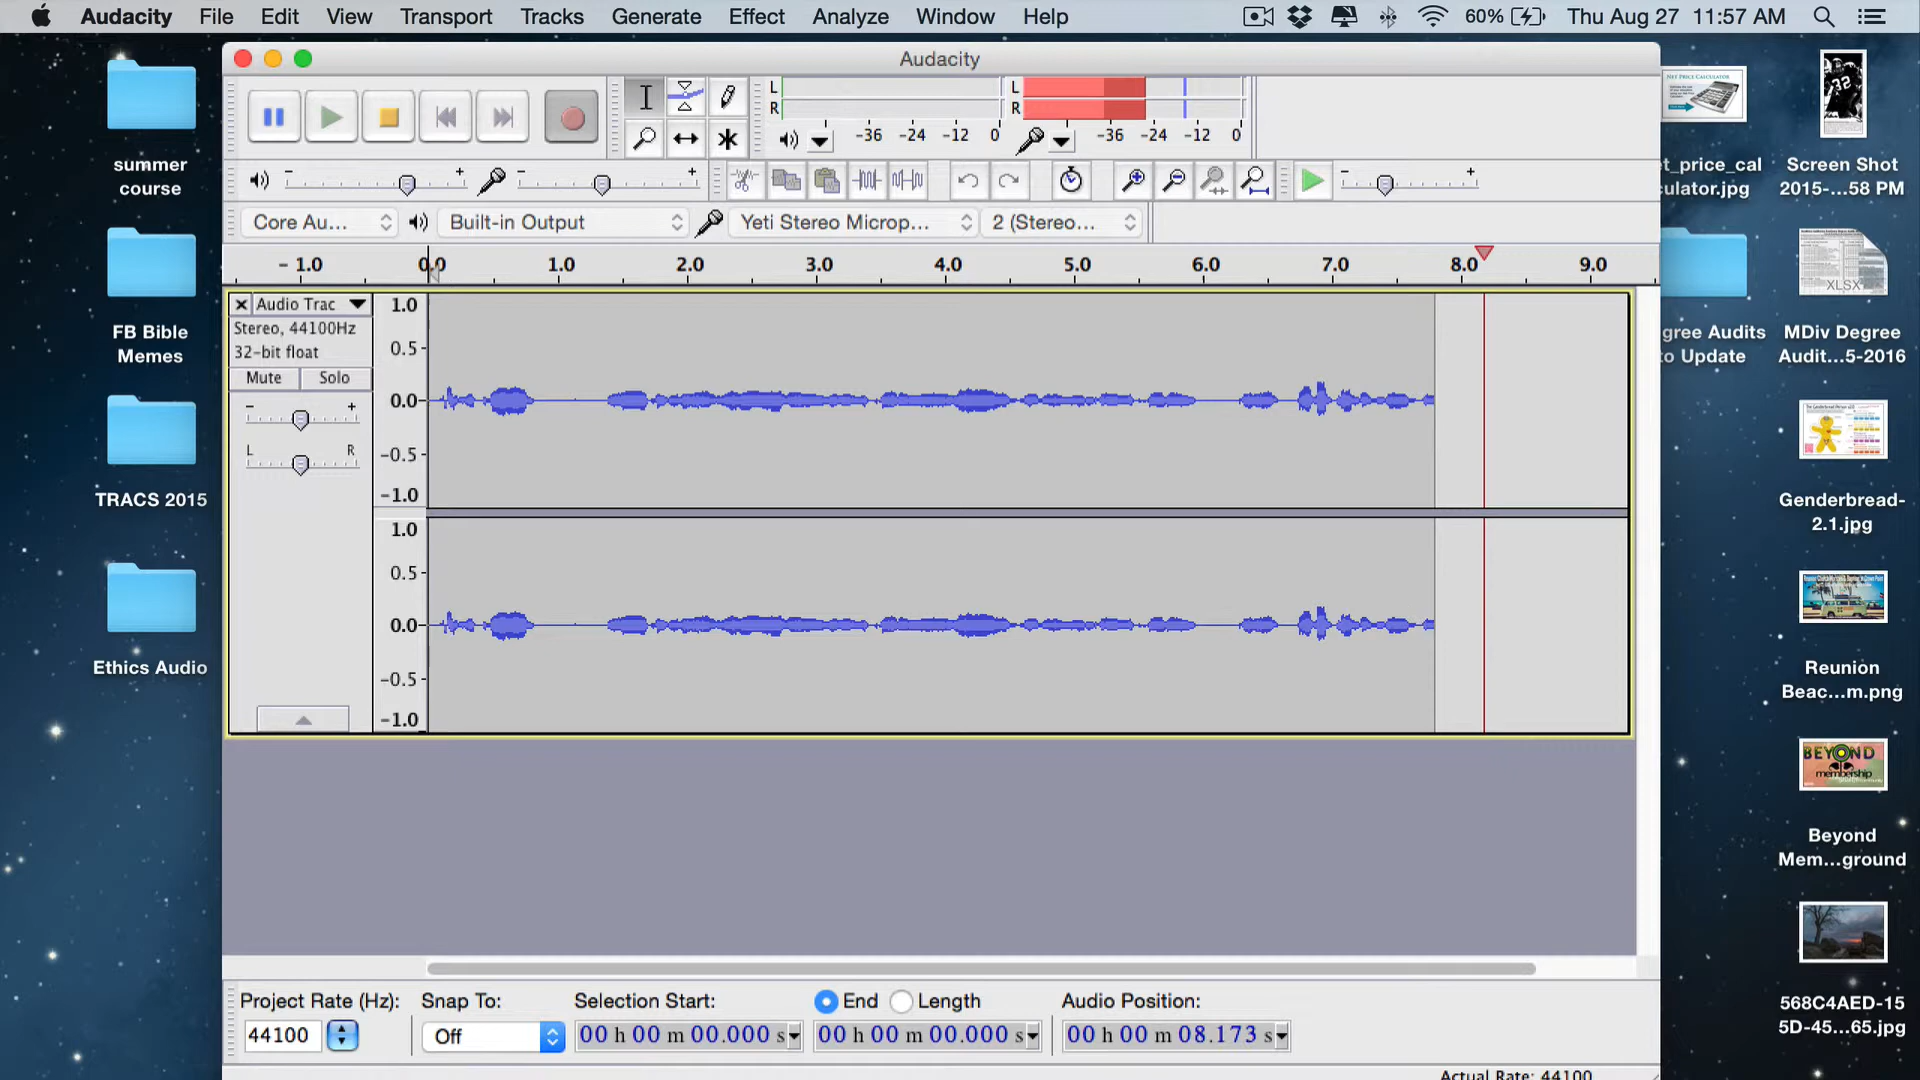 Audacity File Edit View Transport Tracks Generate Effect Analyze Window Help 60% Thu Aug 27 11:57 AM
Audacity
L
R
-36 -24 -12 0
L
R
-36 -24 -12 0
Core Au... Built-in Output Yeti Stereo Microp... 2 (Stereo...
- 1.0 0.0 1.0 2.0 3.0 4.0 5.0 6.0 7.0 8.0 9.0
Audio Trac
Stereo, 44100Hz
32-bit float
Mute Solo
- +
L R
1.0
0.5
0.0
-0.5
-1.0
1.0
0.5
0.0
-0.5
-1.0
Project Rate (Hz): Snap To: Selection Start: End Length Audio Position:
44100 Off 00 h 00 m 00.000 s 00 h 00 m 00.000 s 00 h 00 m 08.173 s
Actual Rate: 44100
summer
course
FB Bible
Memes
TRACS 2015
Ethics Audio
NET PRICE CALCULATOR
et_price_cal
culator.jpg
gree Audits
to Update
32
Screen Shot
2015-...58 PM
XLSX
MDiv Degree
Audit...5-2016
Genderbread-
2.1.jpg
Reunion
Beac...m.png
BEYOND
membership
Beyond
Mem...ground
568C4AED-15
5D-45...65.jpg